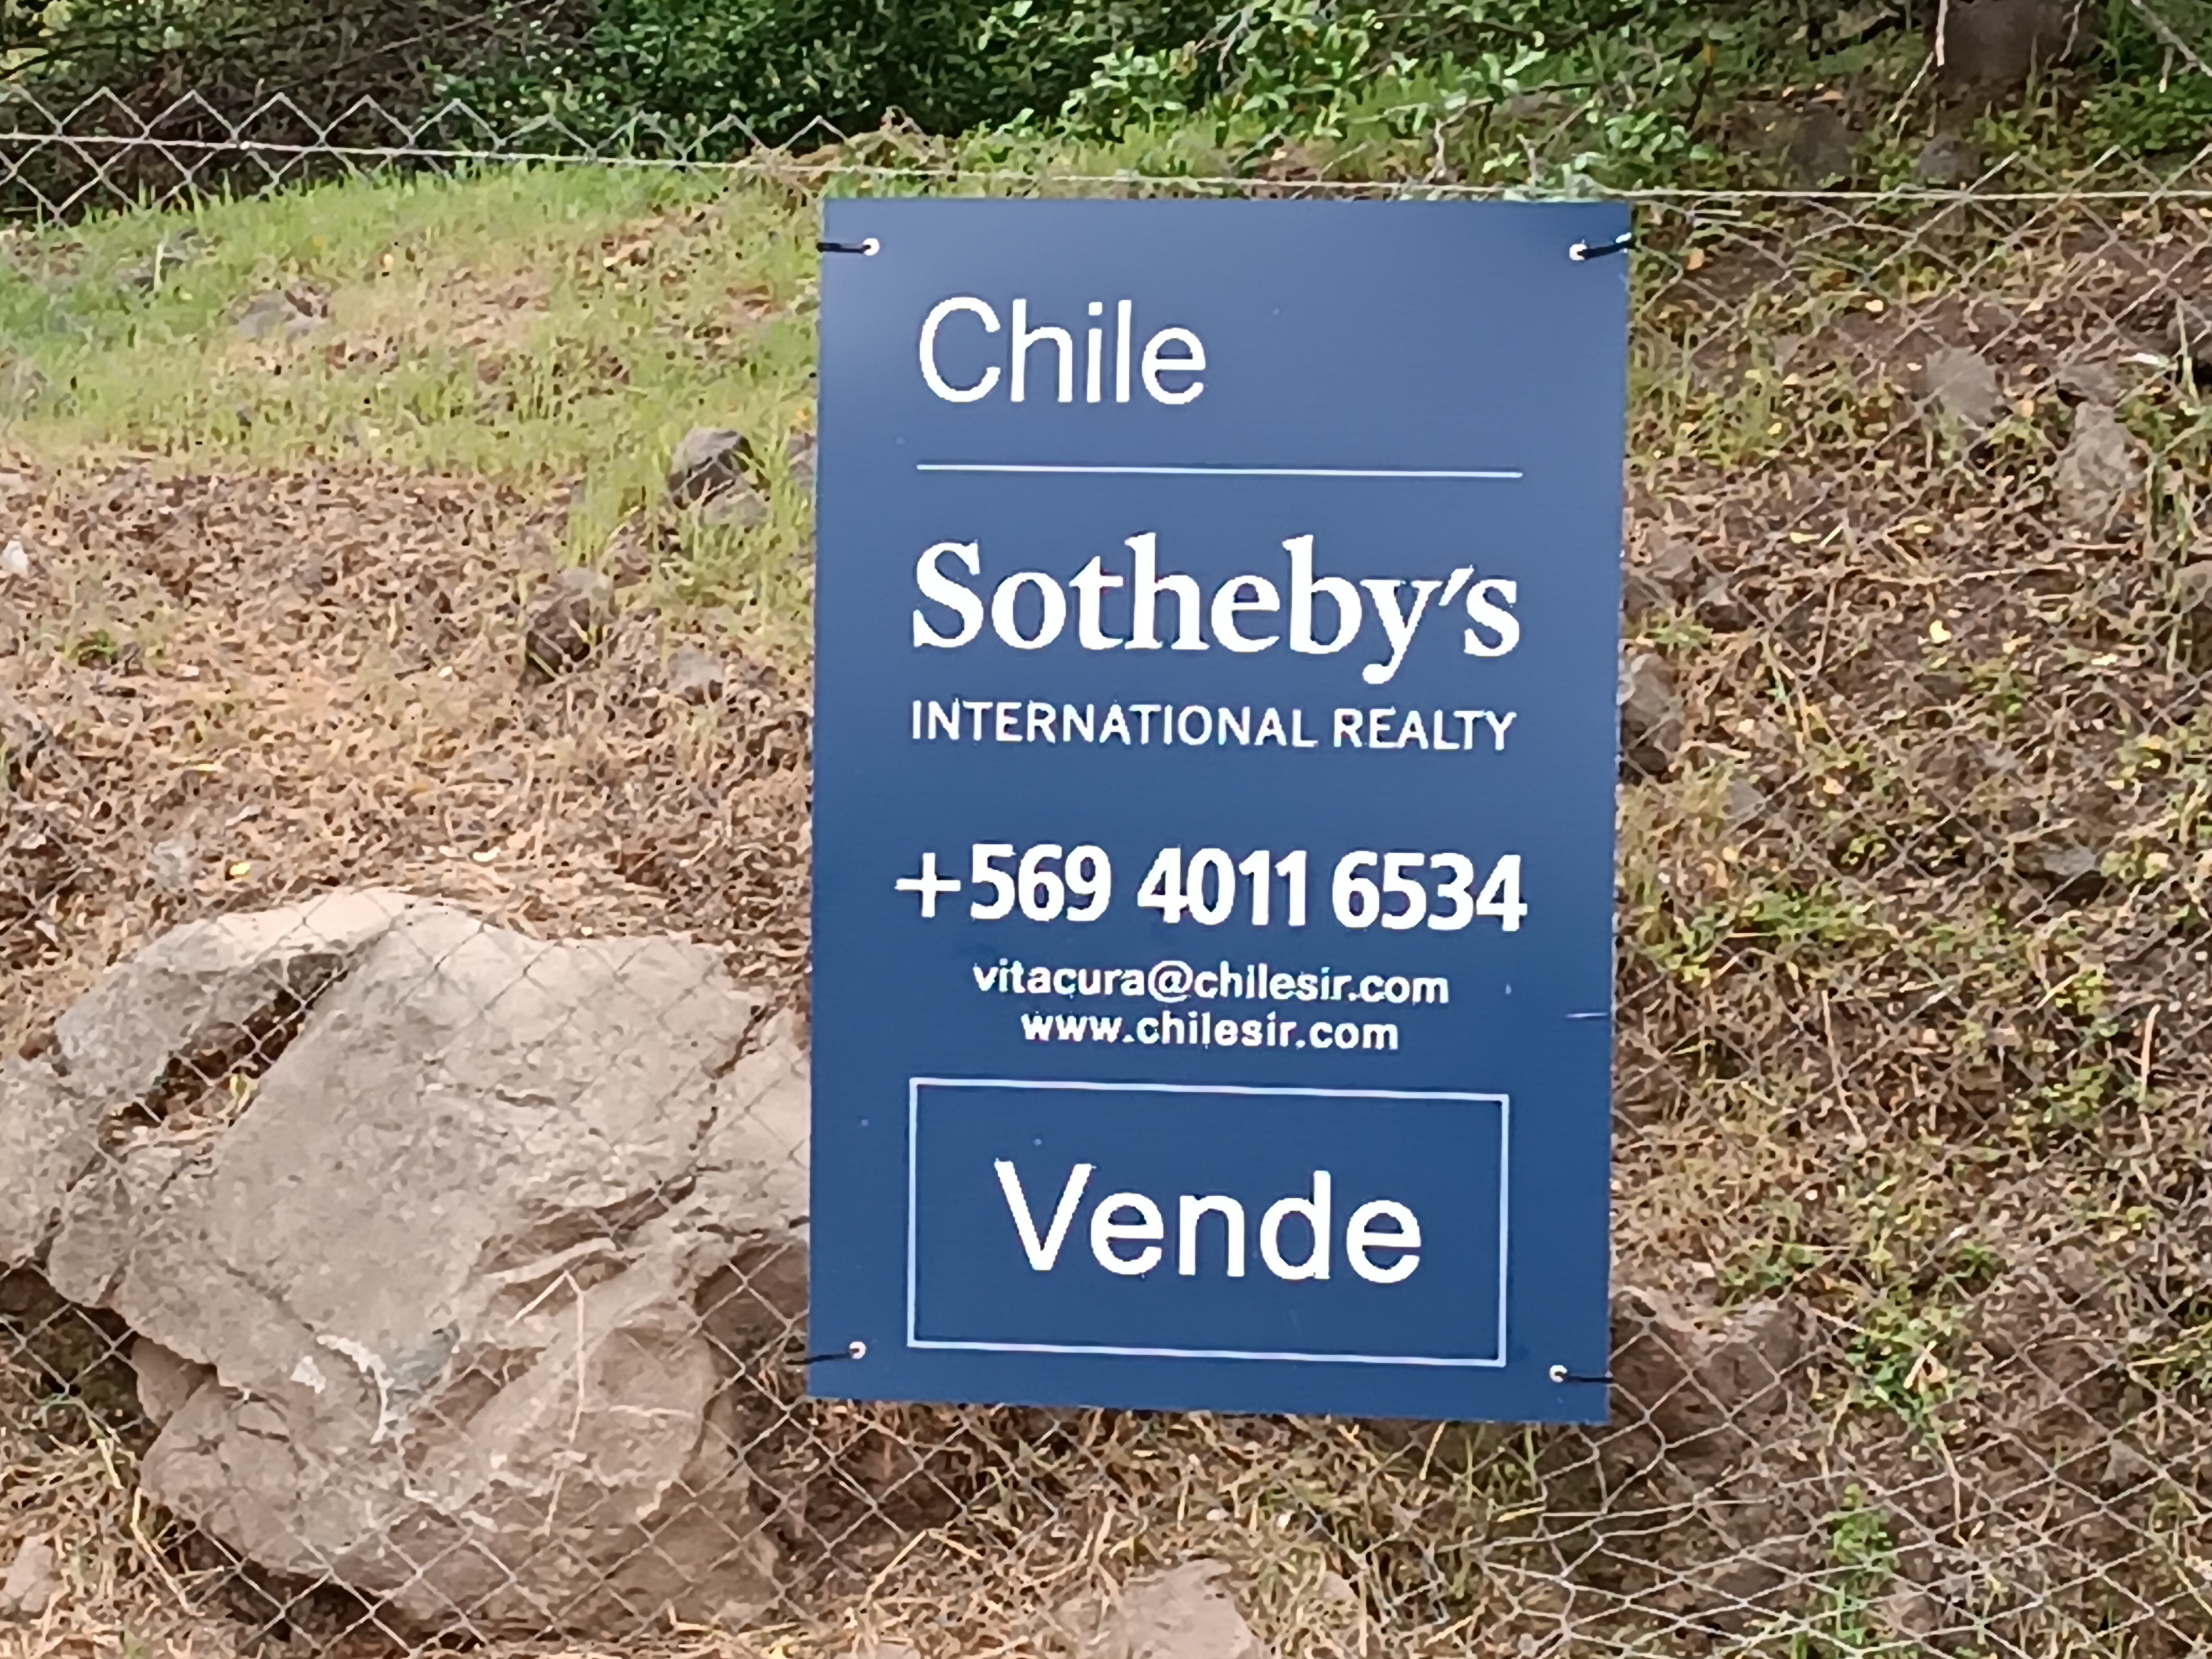 Chile
Sotheby's
INTERNATIONAL REALTY
+569 4011 6534
vitacura@chilesir.com
www.chilesir.com
Vende